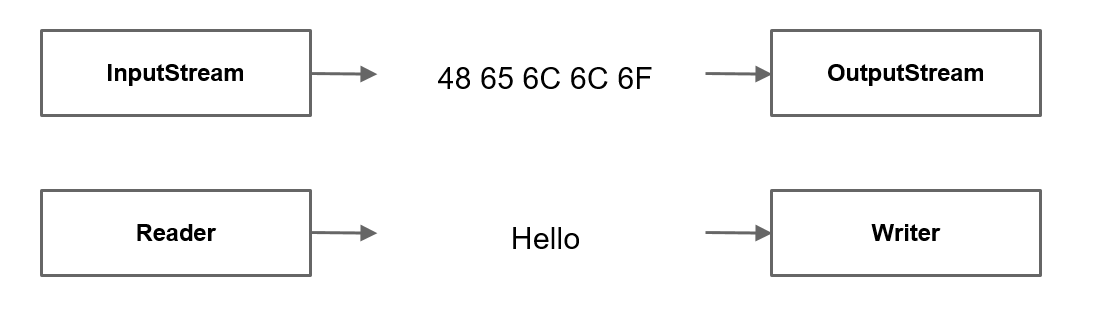 InputStream 48 65 6C 6C 6F OutputStream
Reader Hello Writer